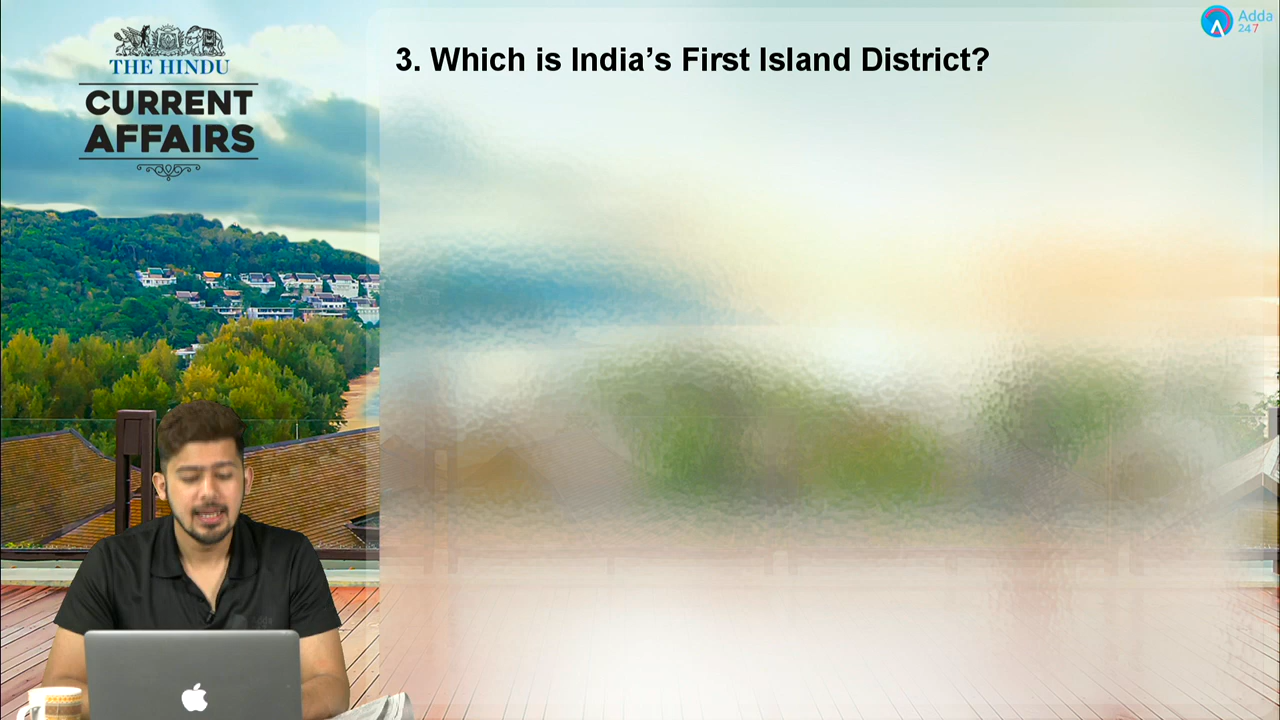 THE HINDU
CURRENT
AFFAIRS
3. Which is India’s First Island District?
Adda
247